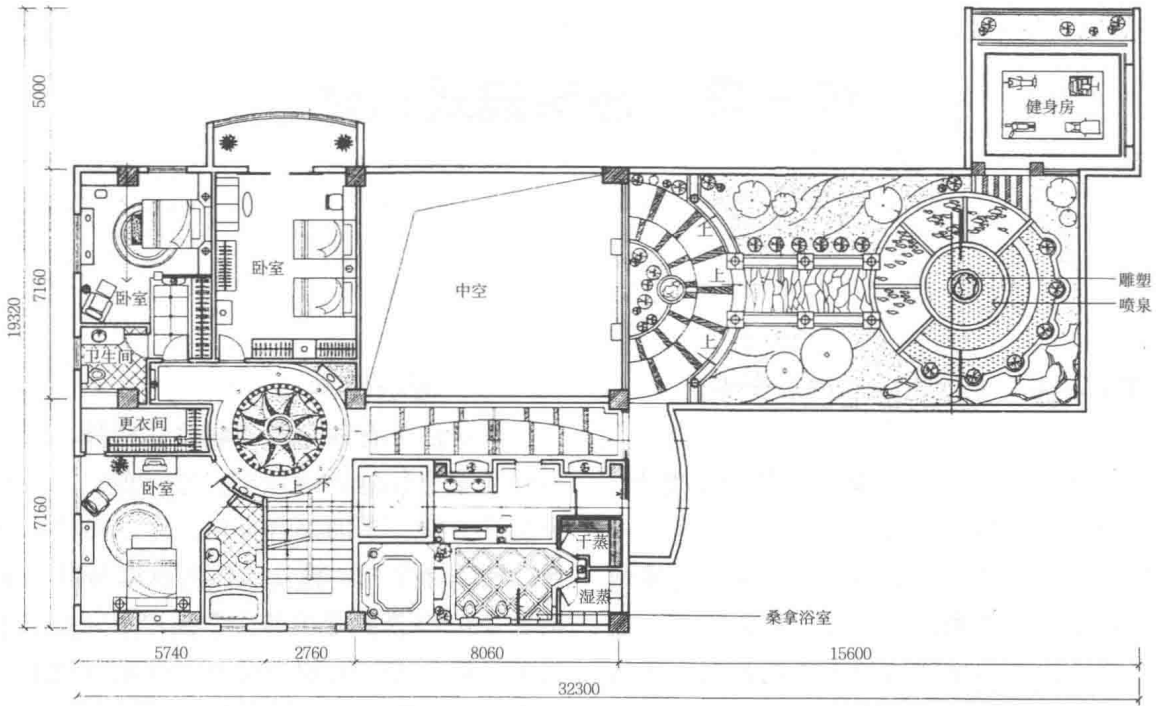 健身房
5000
上
卧室
卧室
上
中空
雕塑
喷泉
7160
19320
上
卫生间
更衣间
卧室
上 下
7160
干蒸
湿蒸
桑拿浴室
5740
2760
8060
15600
32300